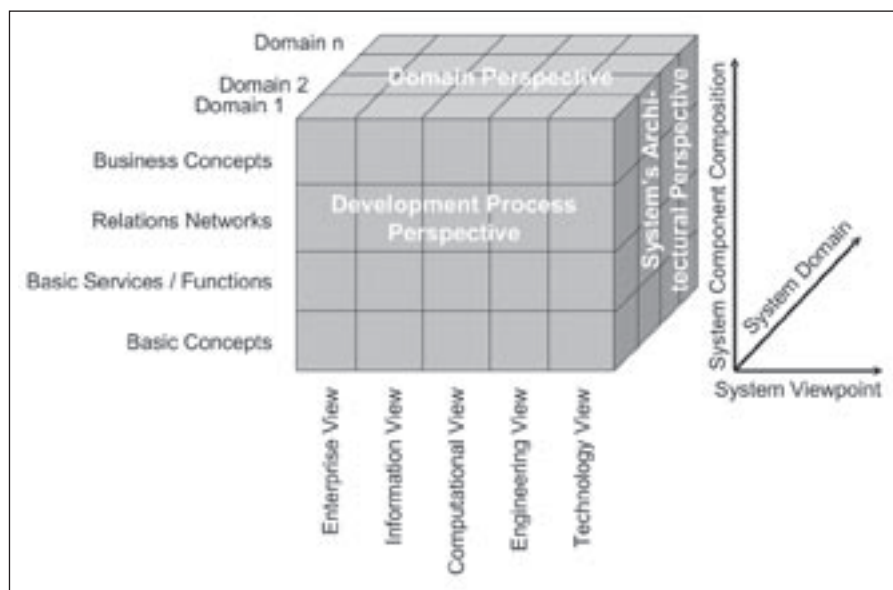 Domain n
Domain 2
Domain 1
Domain Perspective
Business Concepts
Relations Networks
Basic Services / Functions
Basic Concepts
Development Process
Perspective
System's Archi-
tectural Perspective
Enterprise View
Information View
Computational View
Engineering View
Technology View
System Component Composition
System Domain
System Viewpoint